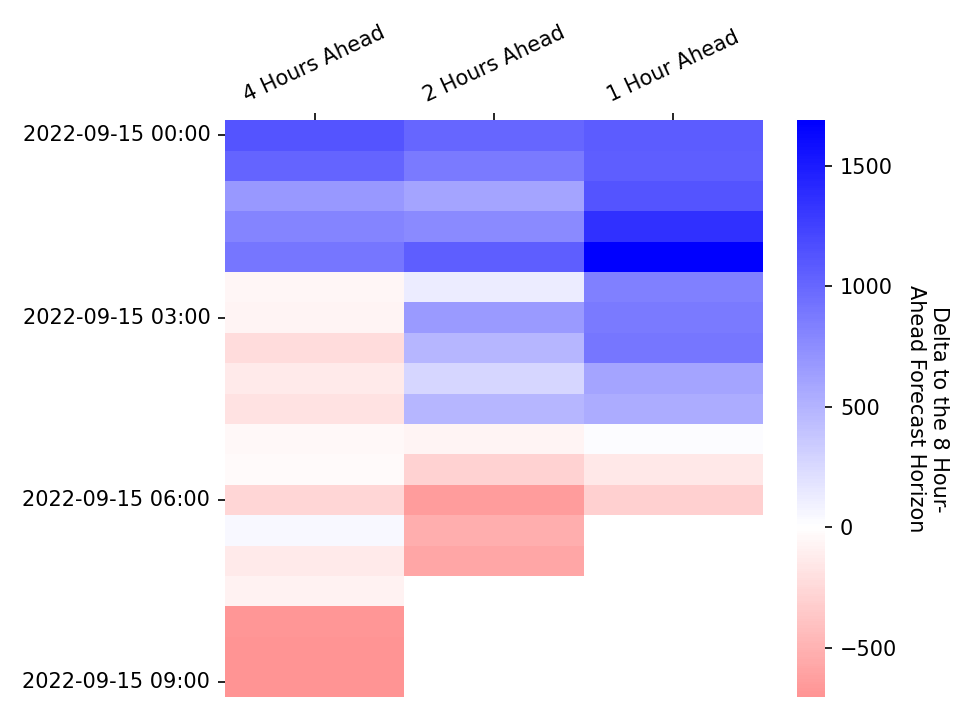 4 Hours Ahead
2 Hours Ahead
1 Hour Ahead
2022-09-15 00:00
2022-09-15 03:00
2022-09-15 06:00
2022-09-15 09:00
1500
1000
500
0
−500
Delta to the 8 Hour-
Ahead Forecast Horizon